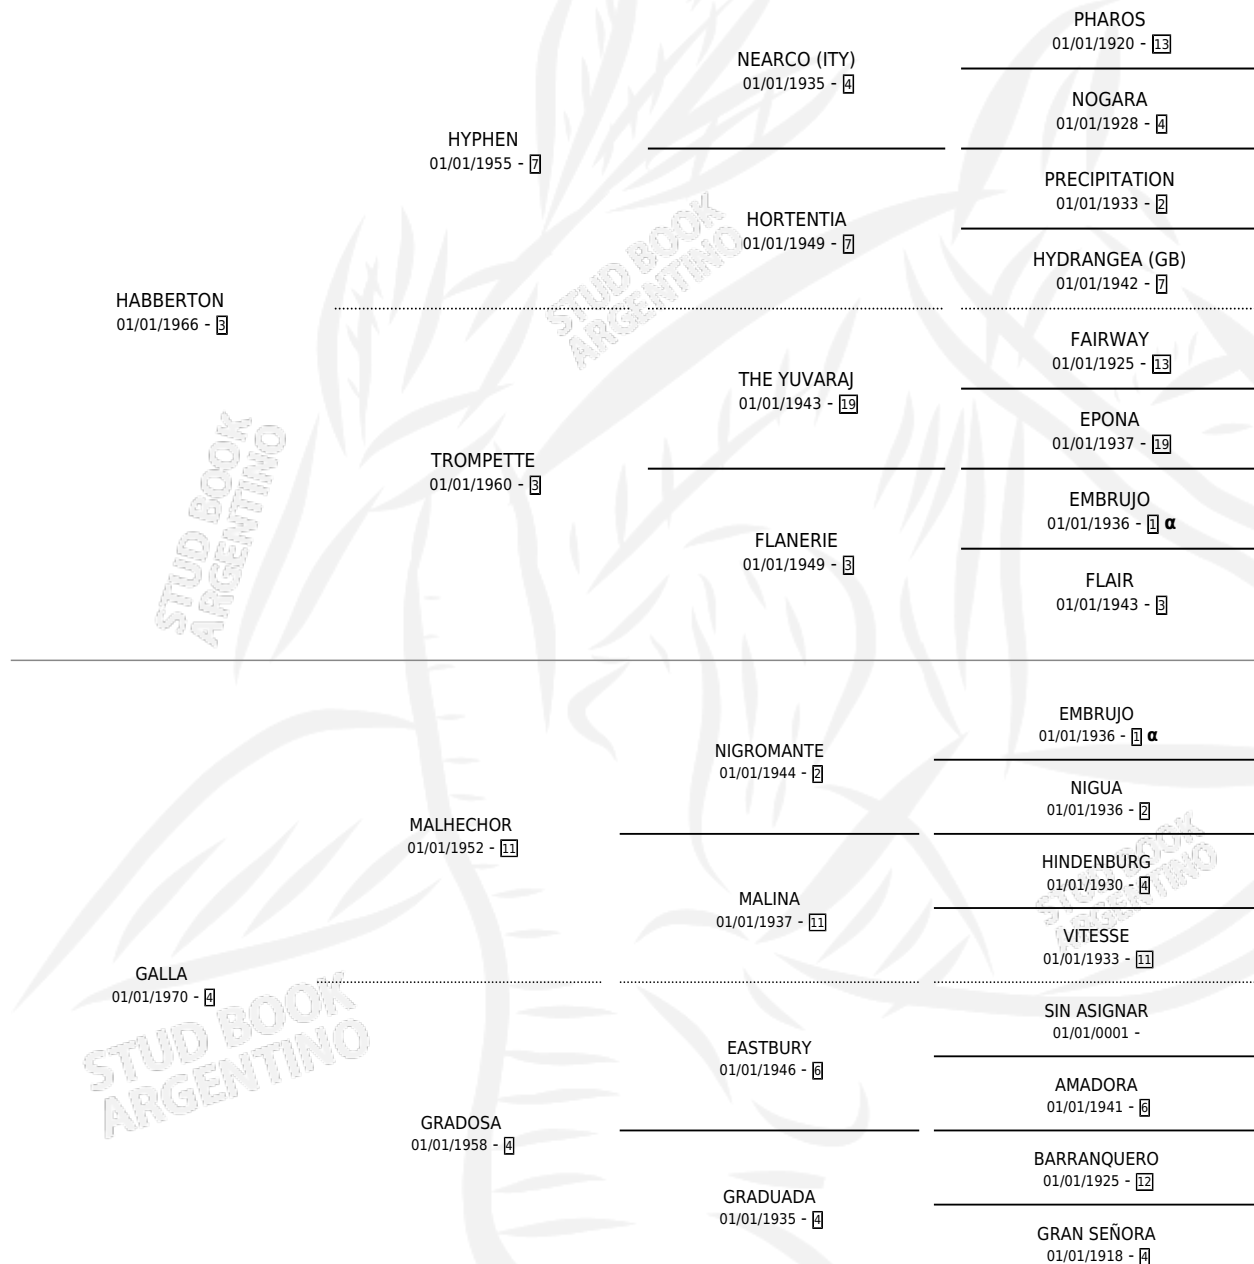 PHAROS
01/01/1920 - 13
NEARCO (ITY)
01/01/1935 - 4
NOGARA
01/01/1928 - 4
HYPHEN
01/01/1955 - 7
PRECIPITATION
01/01/1933 - 2
HORTENTIA
01/01/1949 - 7
HYDRANGEA (GB)
01/01/1942 - 7
HABBERTON
01/01/1966 - 3
FAIRWAY
01/01/1925 - 13
THE YUVARAJ
01/01/1943 - 19
EPONA
01/01/1937 - 19
TROMPETTE
01/01/1960 - 3
EMBRUJO
01/01/1936 - 1 α
FLANERIE
01/01/1949 - 3
FLAIR
01/01/1943 - 3
EMBRUJO
01/01/1936 - 1 α
NIGROMANTE
01/01/1944 - 2
NIGUA
01/01/1936 - 2
MALHECHOR
01/01/1952 - 11
HINDENBURG
01/01/1930 - 4
MALINA
01/01/1937 - 11
VITESSE
01/01/1933 - 11
GALLA
01/01/1970 - 4
SIN ASIGNAR
01/01/0001 -
EASTBURY
01/01/1946 - 6
AMADORA
01/01/1941 - 6
GRADOSA
01/01/1958 - 4
BARRANQUERO
01/01/1925 - 12
GRADUADA
01/01/1935 - 4
GRAN SEÑORA
01/01/1918 - 4
STUD BOOK
ARGENTINO
STUD BOOK
ARGENTINO
STUD BOOK
ARGENTINO
STUD BOOK
ARGENTINO